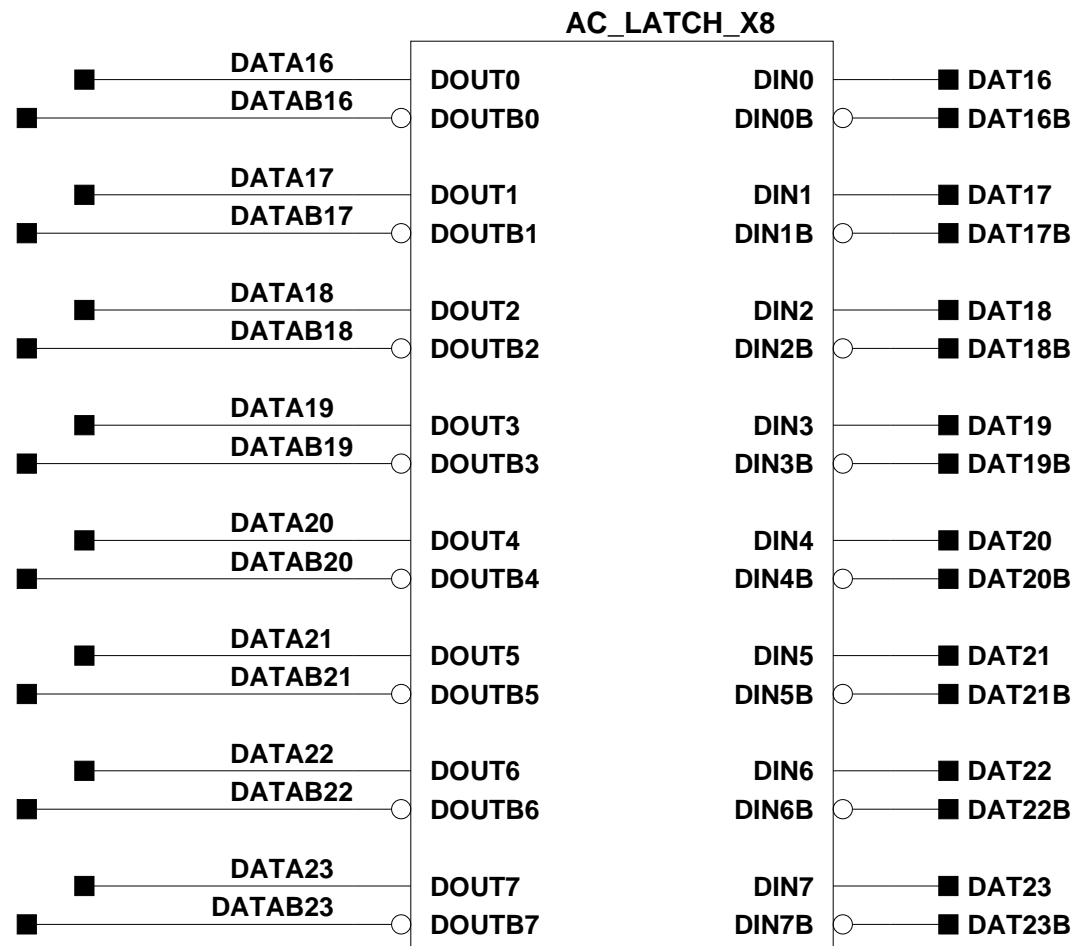 AC_LATCH_X8
DATA16 DOUT0 DIN0 DAT16
DATAB16 DOUTB0 DIN0B DAT16B
DATA17 DOUT1 DIN1 DAT17
DATAB17 DOUTB1 DIN1B DAT17B
DATA18 DOUT2 DIN2 DAT18
DATAB18 DOUTB2 DIN2B DAT18B
DATA19 DOUT3 DIN3 DAT19
DATAB19 DOUTB3 DIN3B DAT19B
DATA20 DOUT4 DIN4 DAT20
DATAB20 DOUTB4 DIN4B DAT20B
DATA21 DOUT5 DIN5 DAT21
DATAB21 DOUTB5 DIN5B DAT21B
DATA22 DOUT6 DIN6 DAT22
DATAB22 DOUTB6 DIN6B DAT22B
DATA23 DOUT7 DIN7 DAT23
DATAB23 DOUTB7 DIN7B DAT23B